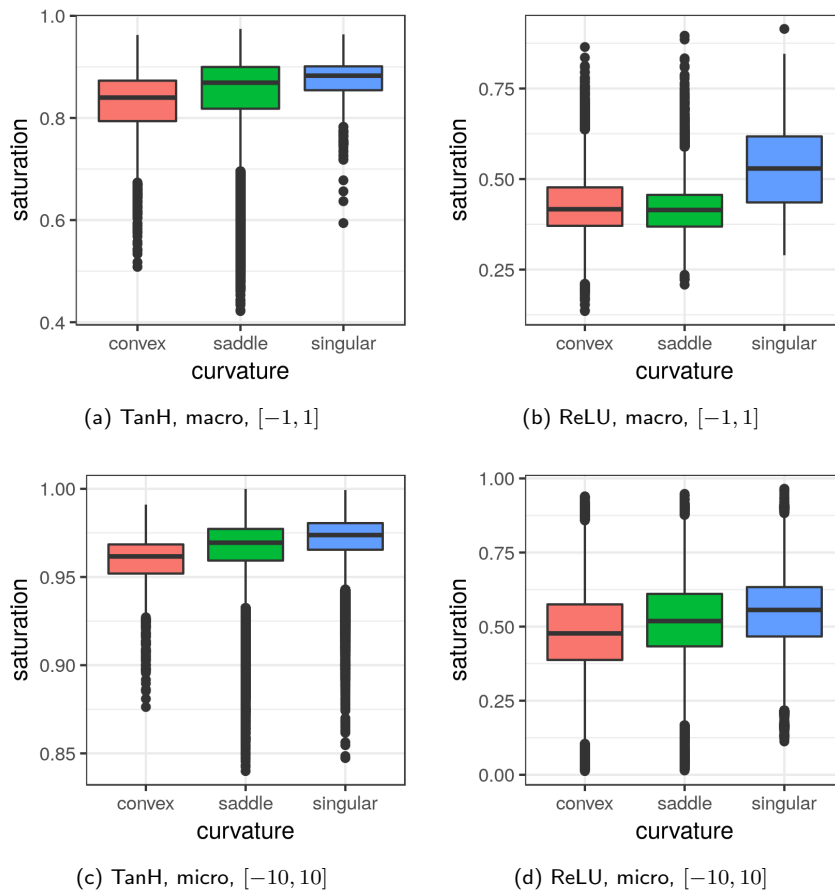 1.0
0.8
0.6
0.4
saturation
convex saddle singular
curvature
(a) TanH, macro, [−1, 1]
0.75
0.50
0.25
saturation
convex saddle singular
curvature
(b) ReLU, macro, [−1, 1]
1.00
0.95
0.90
0.85
saturation
convex saddle singular
curvature
(c) TanH, micro, [−10, 10]
1.00
0.75
0.50
0.25
0.00
saturation
convex saddle singular
curvature
(d) ReLU, micro, [−10, 10]